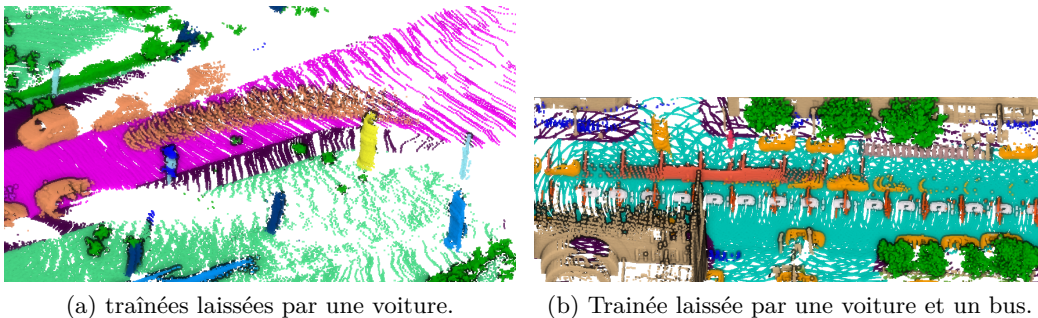 (a) traînées laissées par une voiture.
(b) Trainée laissée par une voiture et un bus.